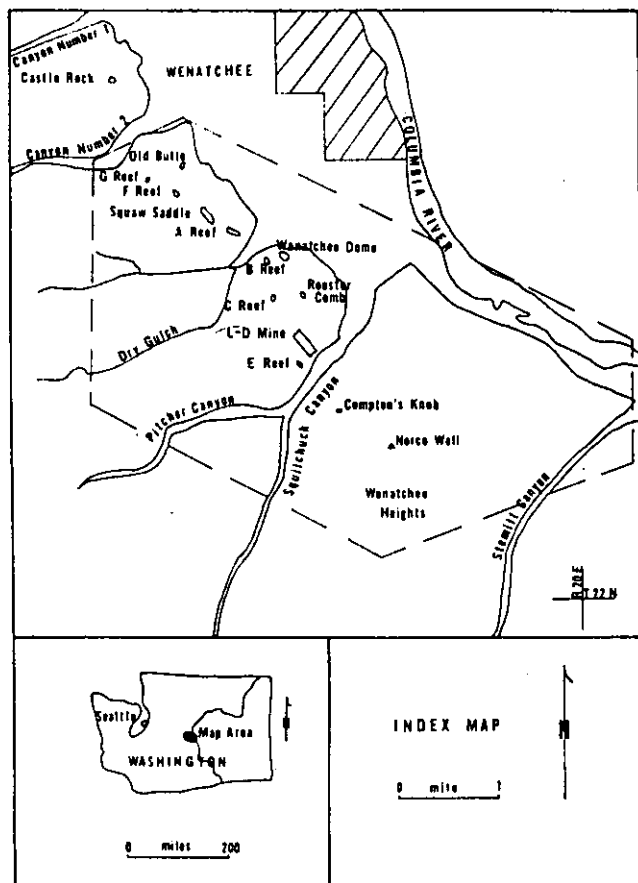 Canyon Number 1
Castle Rock
WENATCHEE
Canyon Number 2
Old Butte
G Reef
F Reef
Squaw Saddle
A Reef
COLUMBIA RIVER
Wenatchee Dome
B Reef
Rooster
Comb
C Reef
Dry Gulch
L-D Mine
E Reef
Pitcher Canyon
Squilchuck Canyon
Compton's Knob
Norco Well
Wenatchee
Heights
Stemilt Canyon
R 20 E
T 22 N
Seattle
Map Area
WASHINGTON
N
0 miles 200
INDEX MAP
N
0 mile 1